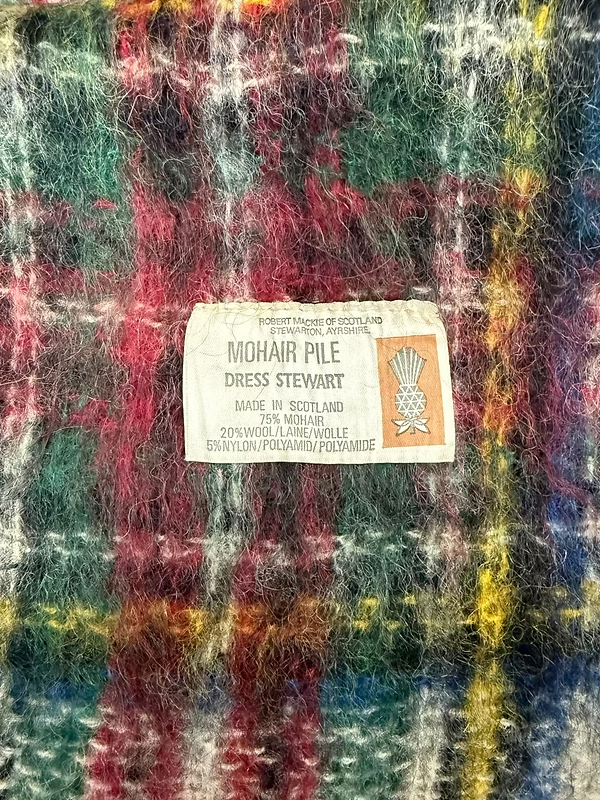 ROBERT MACKIE OF SCOTLAND
STEWARTON, AYRSHIRE.
MOHAIR PILE
DRESS STEWART
MADE IN SCOTLAND
75% MOHAIR
20% WOOL/LAINE/WOLLE
5% NYLON/POLYAMID/POLYAMIDE